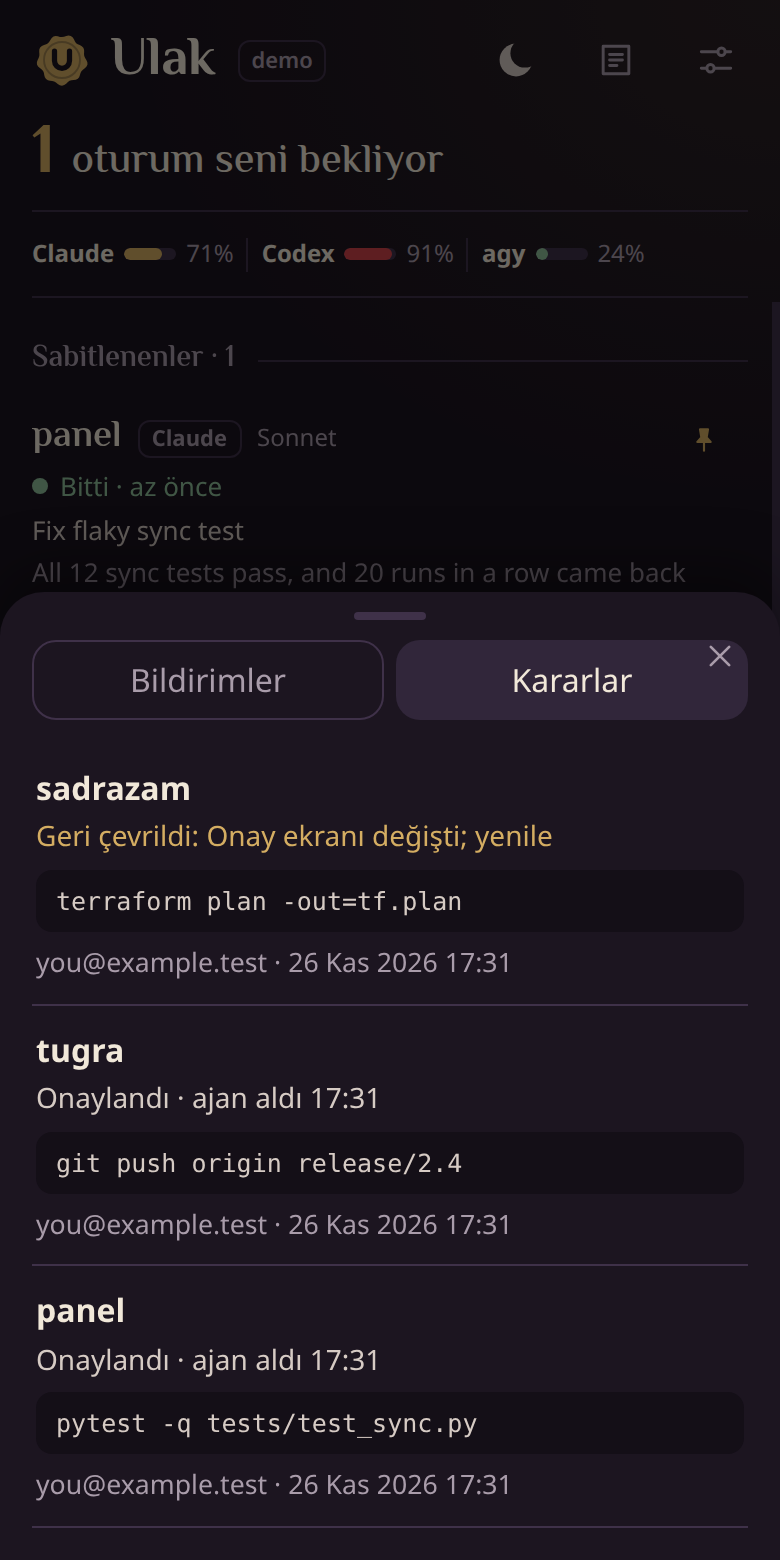 U Ulak demo
1 oturum seni bekliyor
Claude 71% Codex 91% agy 24%
Sabitlenenler · 1
panel Claude Sonnet
Bitti · az önce
Fix flaky sync test
All 12 sync tests pass, and 20 runs in a row came back
Bildirimler Kararlar
sadrazam
Geri çevrildi: Onay ekranı değişti; yenile
terraform plan -out=tf.plan
you@example.test · 26 Kas 2026 17:31
tugra
Onaylandı · ajan aldı 17:31
git push origin release/2.4
you@example.test · 26 Kas 2026 17:31
panel
Onaylandı · ajan aldı 17:31
pytest -q tests/test_sync.py
you@example.test · 26 Kas 2026 17:31